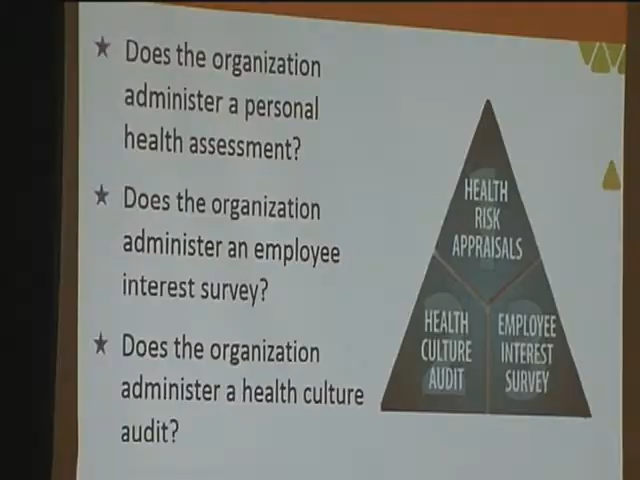 Does the organization
administer a personal
health assessment?
Does the organization
administer an employee
interest survey?
Does the organization
administer a health culture
audit?
HEALTH
RISK
APPRAISALS
HEALTH
CULTURE
AUDIT
EMPLOYEE
INTEREST
SURVEY